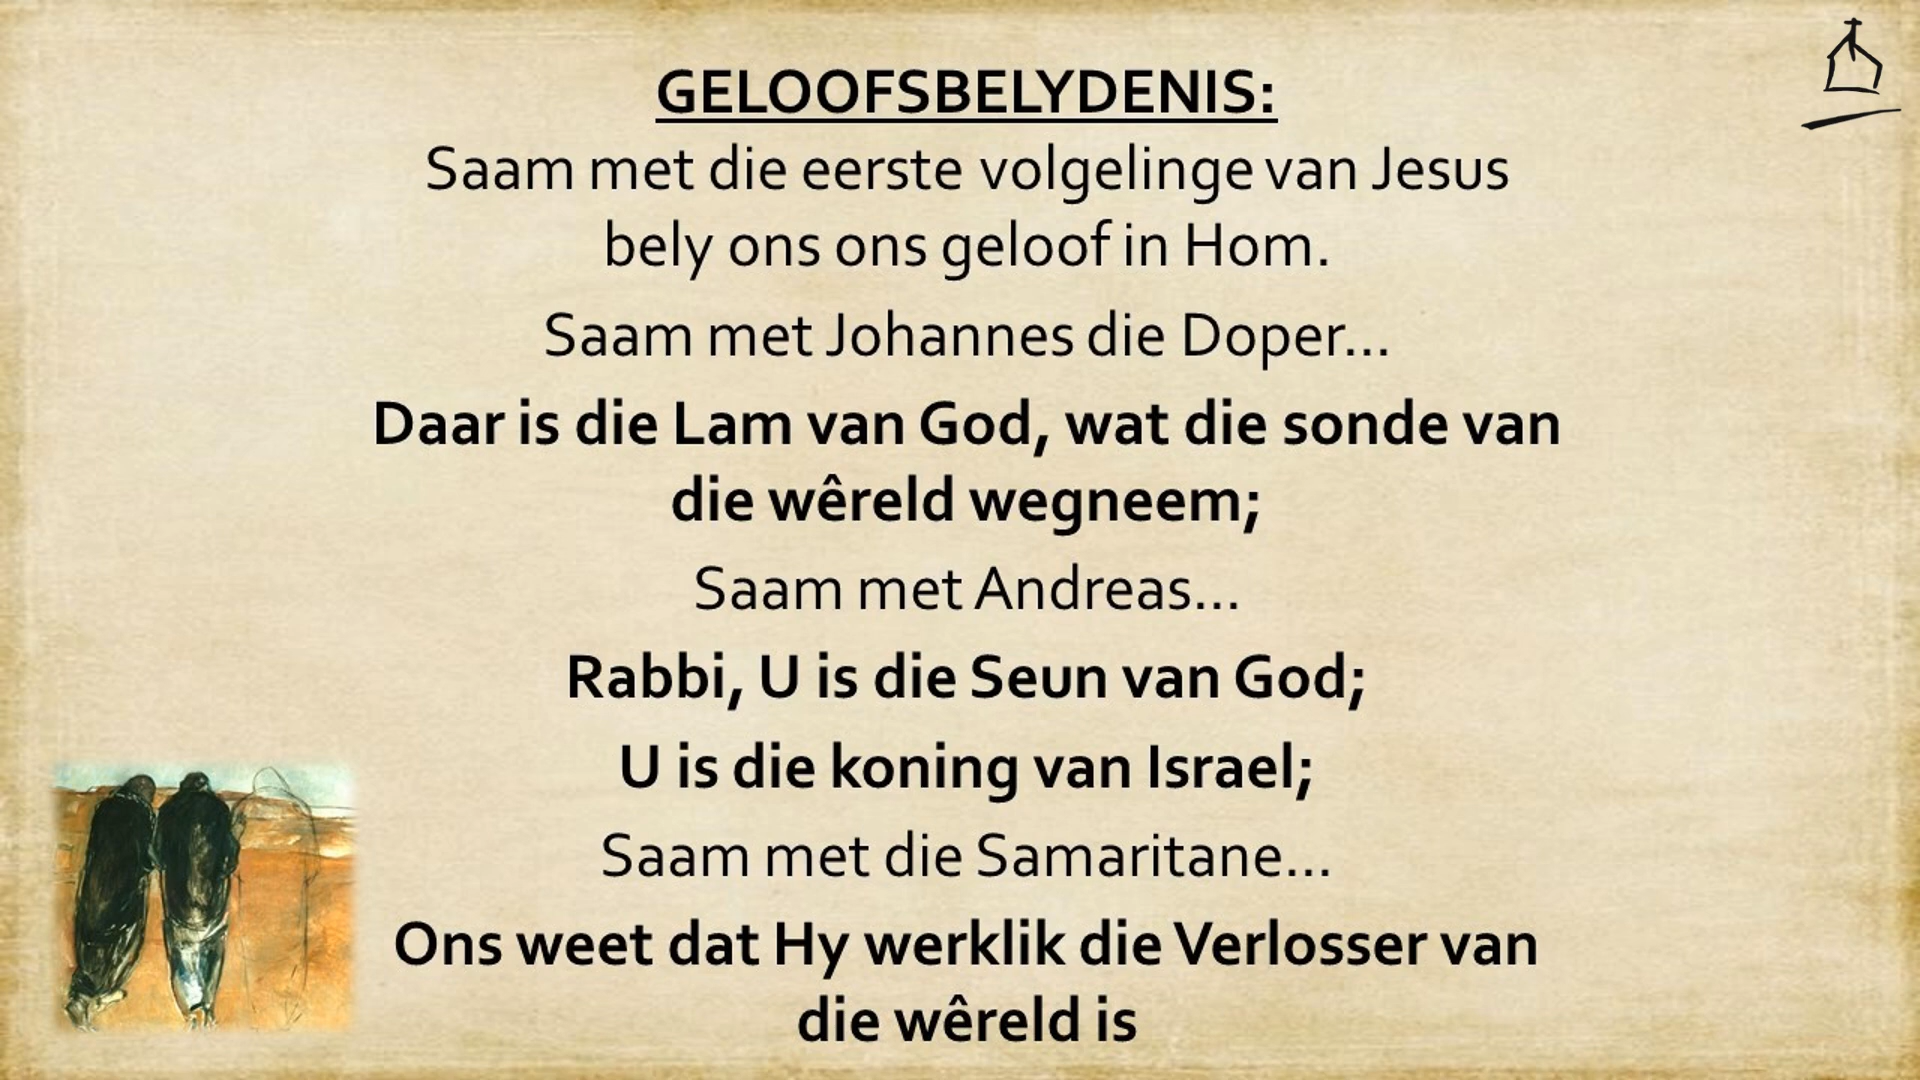 GELOOFSBELYDENIS:
Saam met die eerste volgelinge van Jesus
bely ons ons geloof in Hom.
Saam met Johannes die Doper…
Daar is die Lam van God, wat die sonde van
die wêreld wegneem;
Saam met Andreas…
Rabbi, U is die Seun van God;
U is die koning van Israel;
Saam met die Samaritane…
Ons weet dat Hy werklik die Verlosser van
die wêreld is